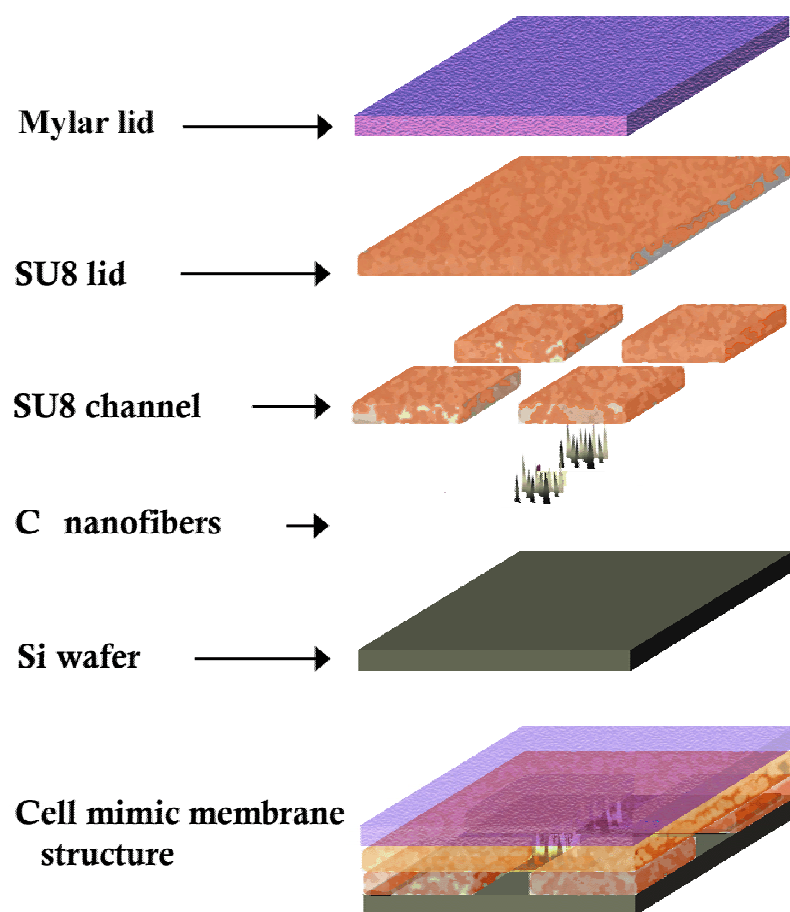 Mylar lid
SU8 lid
SU8 channel
C nanofibers
Si wafer
Cell mimic membrane
structure